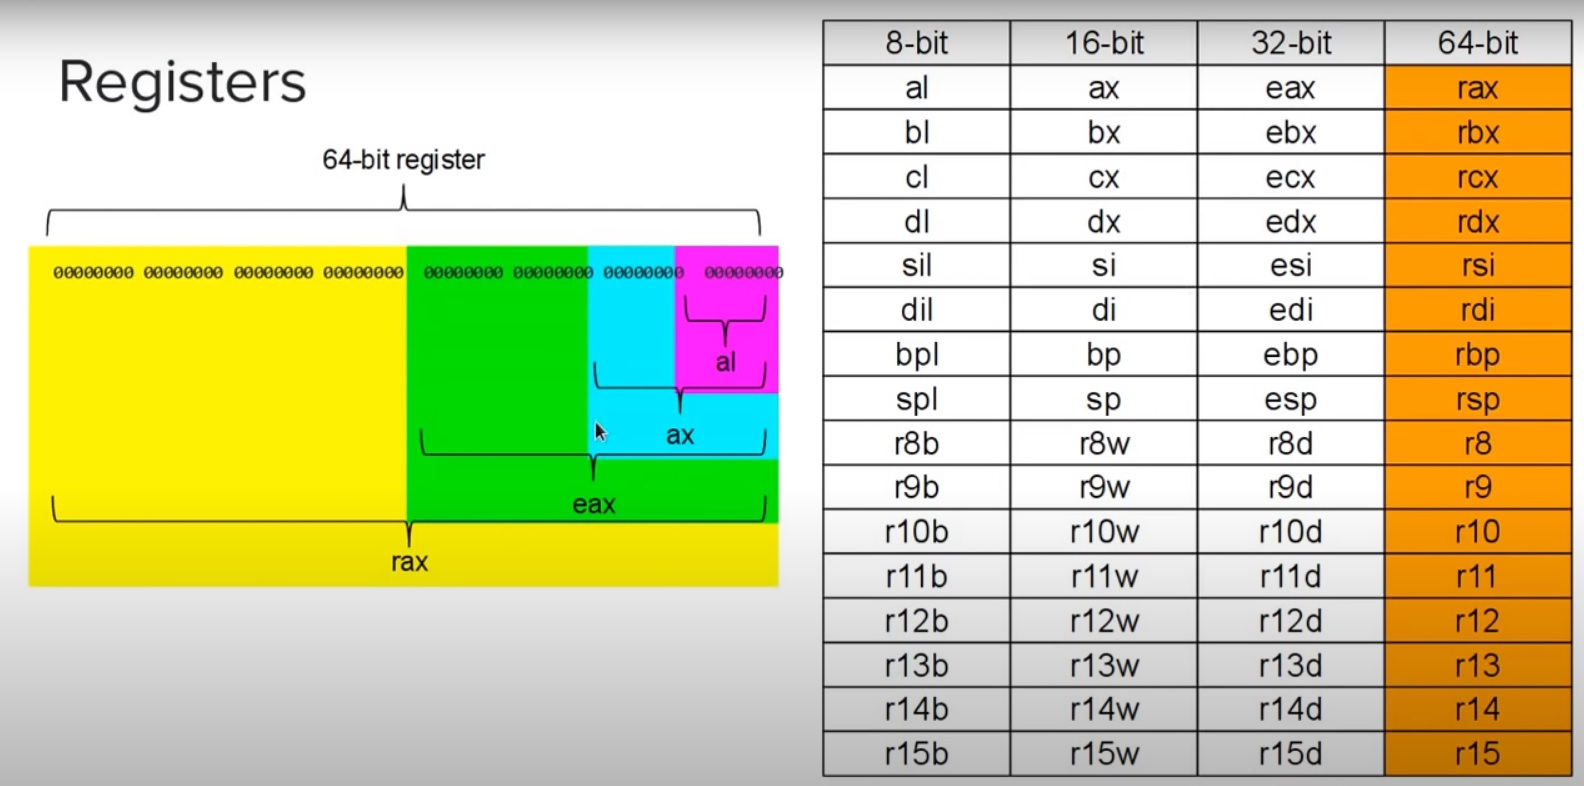 Registers
64-bit register
00000000 00000000 00000000 00000000 00000000 00000000 00000000 00000000
al
ax
eax
rax
8-bit 16-bit 32-bit 64-bit
al ax eax rax
bl bx ebx rbx
cl cx ecx rcx
dl dx edx rdx
sil si esi rsi
dil di edi rdi
bpl bp ebp rbp
spl sp esp rsp
r8b r8w r8d r8
r9b r9w r9d r9
r10b r10w r10d r10
r11b r11w r11d r11
r12b r12w r12d r12
r13b r13w r13d r13
r14b r14w r14d r14
r15b r15w r15d r15